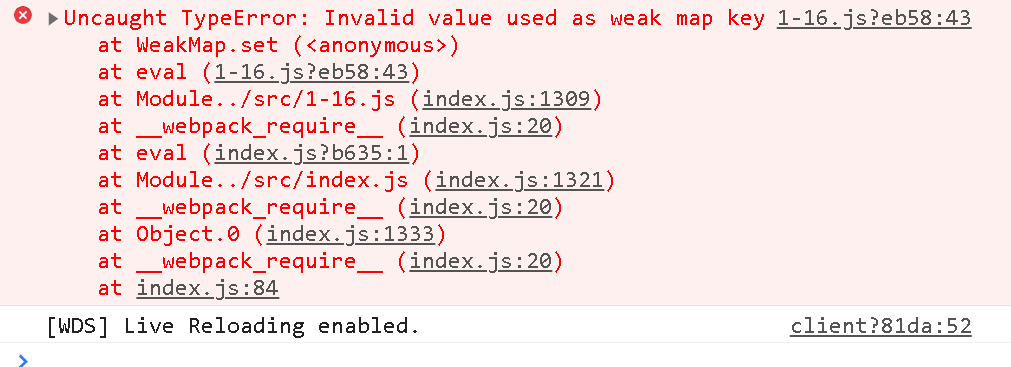 Uncaught TypeError: Invalid value used as weak map key 1-16.js?eb58:43
at WeakMap.set (<anonymous>)
at eval (1-16.js?eb58:43)
at Module../src/1-16.js (index.js:1309)
at __webpack_require__ (index.js:20)
at eval (index.js?b635:1)
at Module../src/index.js (index.js:1321)
at __webpack_require__ (index.js:20)
at Object.0 (index.js:1333)
at __webpack_require__ (index.js:20)
at index.js:84
[WDS] Live Reloading enabled. client?81da:52